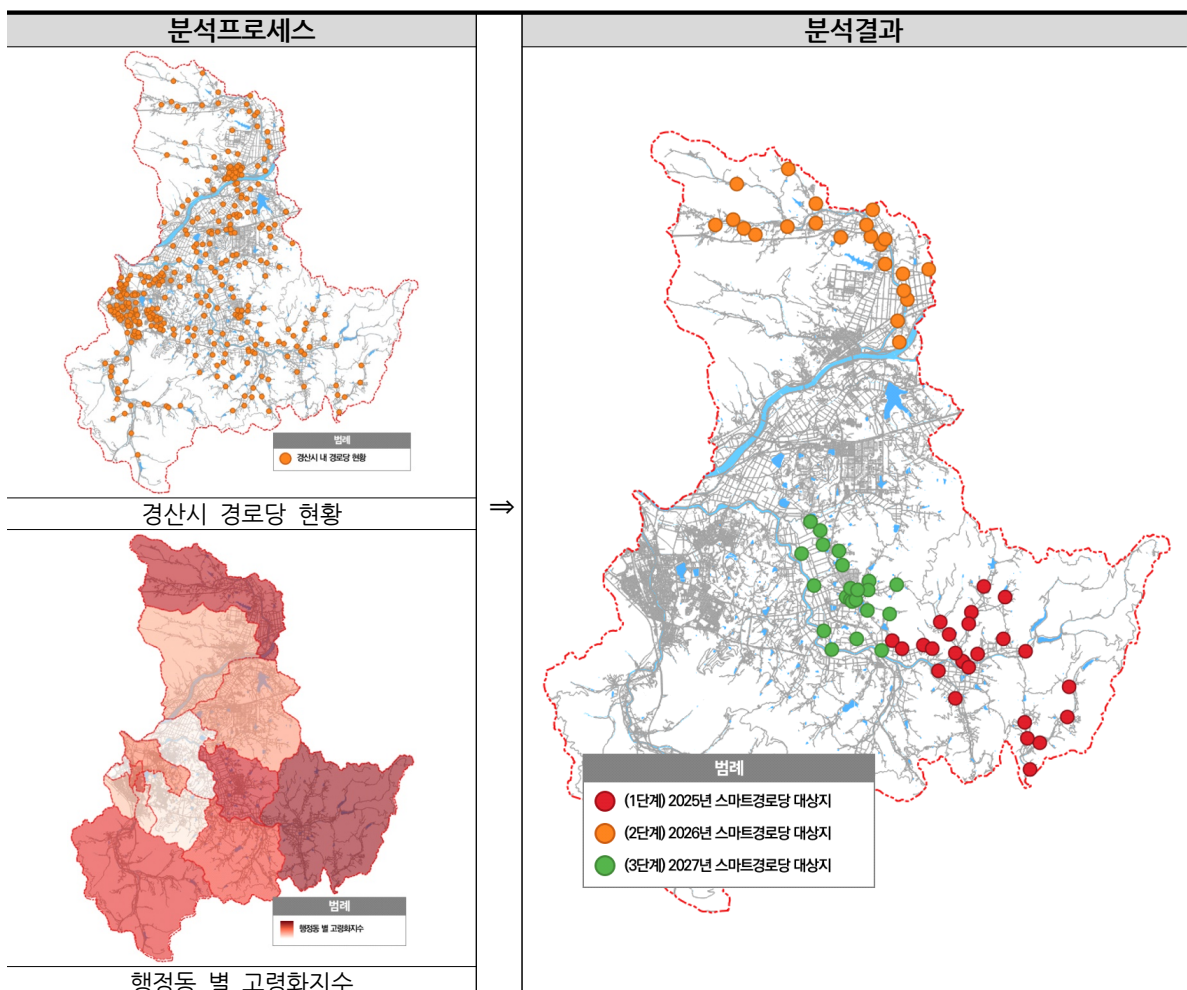 분석프로세스
분석결과
범례
경산시 내 경로당 현황
경산시 경로당 현황
⇒
범례
행정동 별 고령화지수
행정동 별 고령화지수
범례
(1단계) 2025년 스마트경로당 대상지
(2단계) 2026년 스마트경로당 대상지
(3단계) 2027년 스마트경로당 대상지